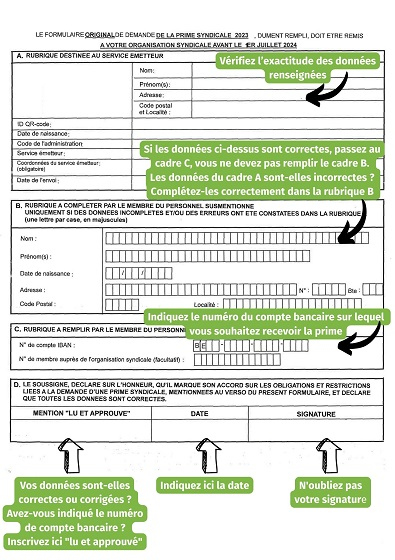 LE FORMULAIRE ORIGINAL DE DEMANDE DE LA PRIME SYNDICALE 2023 , DUMENT REMPLI, DOIT ETRE REMIS
A VOTRE ORGANISATION SYNDICALE AVANT LE 1ER JUILLET 2024
A. RUBRIQUE DESTINEE AU SERVICE EMETTEUR
Vérifiez l'exactitude des données
renseignées
Nom:
Prénom(s):
Adresse:
Code postal
et Localité :
ID QR-code:
Date de naissance:
Code de l'administration:
Service émetteur:
Coordonnées du service émetteur:
(obligatoire)
Date de l'envoi:
Si les données ci-dessus sont correctes, passez au
cadre C, vous ne devez pas remplir le cadre B.
Les données du cadre A sont-elles incorrectes ?
Complétez-les correctement dans la rubrique B
B. RUBRIQUE A COMPLETER PAR LE MEMBRE DU PERSONNEL SUSMENTIONNE
UNIQUEMENT SI DES DONNEES INCOMPLETES ET/OU DES ERREURS ONT ETE CONSTATEES DANS LA RUBRIQUE
(une lettre par case, en majuscules)
Nom :
Prénom(s) :
Date de naissance : / /
Adresse : N° : Bte :
Code Postal : Localité :
Indiquez le numéro du compte bancaire sur lequel
vous souhaitez recevoir la prime
C. RUBRIQUE A REMPLIR PAR LE MEMBRE DU PERSONN
N° de compte IBAN : BE - - -
N° de membre auprès de l'organisation syndicale (facultatif) :
D. LE SOUSSIGNE, DECLARE SUR L'HONNEUR, QU'IL MARQUE SON ACCORD SUR LES OBLIGATIONS ET RESTRICTIONS
LIEES A LA DEMANDE D'UNE PRIME SYNDICALE, MENTIONNEES AU VERSO DU PRESENT FORMULAIRE, ET DECLARE
QUE TOUTES LES DONNEES SONT CORRECTES.
MENTION "LU ET APPROUVE" DATE SIGNATURE
Vos données sont-elles
correctes ou corrigées ?
Avez-vous indiqué le numéro
de compte bancaire ?
Inscrivez ici "lu et approuvé"
Indiquez ici la date
N'oubliez pas
votre signature